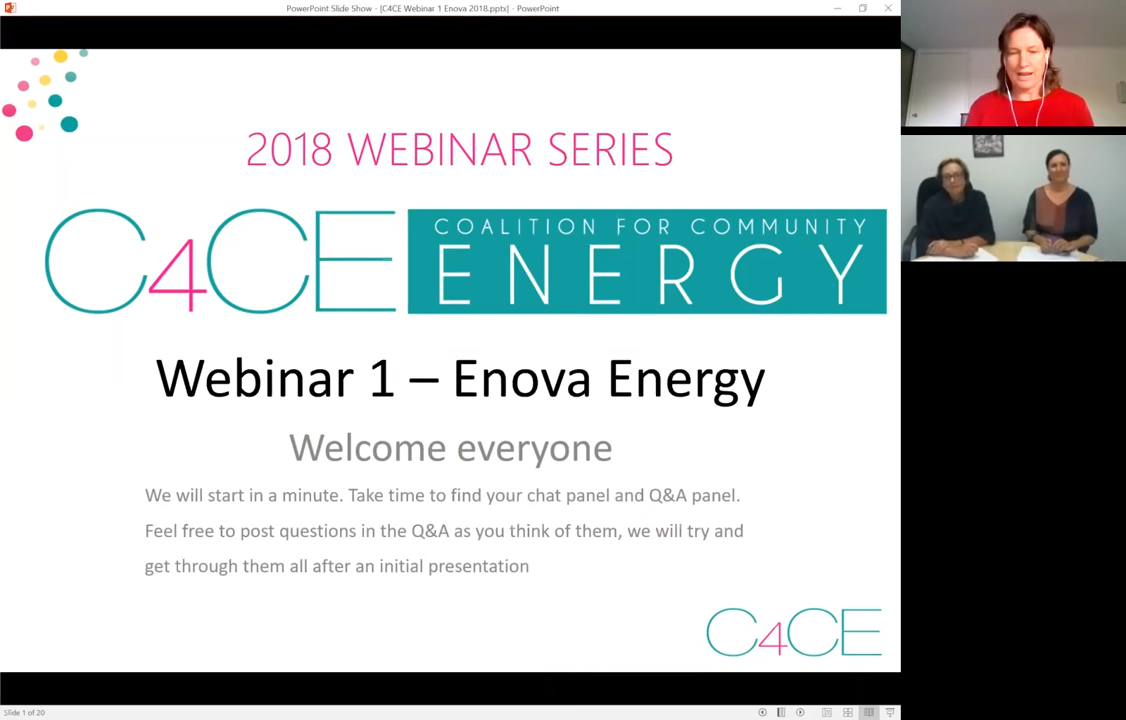 PowerPoint Slide Show - [C4CE Webinar 1 Enova 2018.pptx] - PowerPoint
2018 WEBINAR SERIES
C4CE
COALITION FOR COMMUNITY
ENERGY
Webinar 1 – Enova Energy
Welcome everyone
We will start in a minute. Take time to find your chat panel and Q&A panel.
Feel free to post questions in the Q&A as you think of them, we will try and
get through them all after an initial presentation
C4CE
Slide 1 of 20